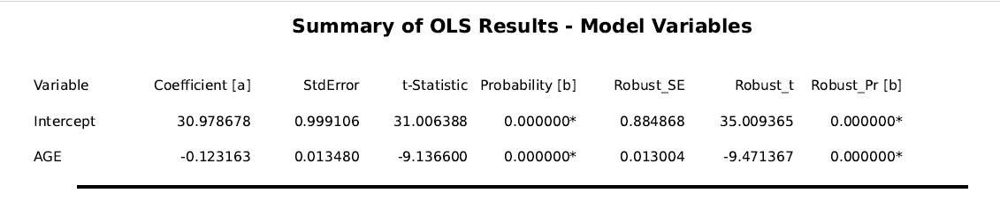 Summary of OLS Results - Model Variables
Variable Coefficient [a] StdError t-Statistic Probability [b] Robust_SE Robust_t Robust_Pr [b]
Intercept 30.978678 0.999106 31.006388 0.000000* 0.884868 35.009365 0.000000*
AGE -0.123163 0.013480 -9.136600 0.000000* 0.013004 -9.471367 0.000000*